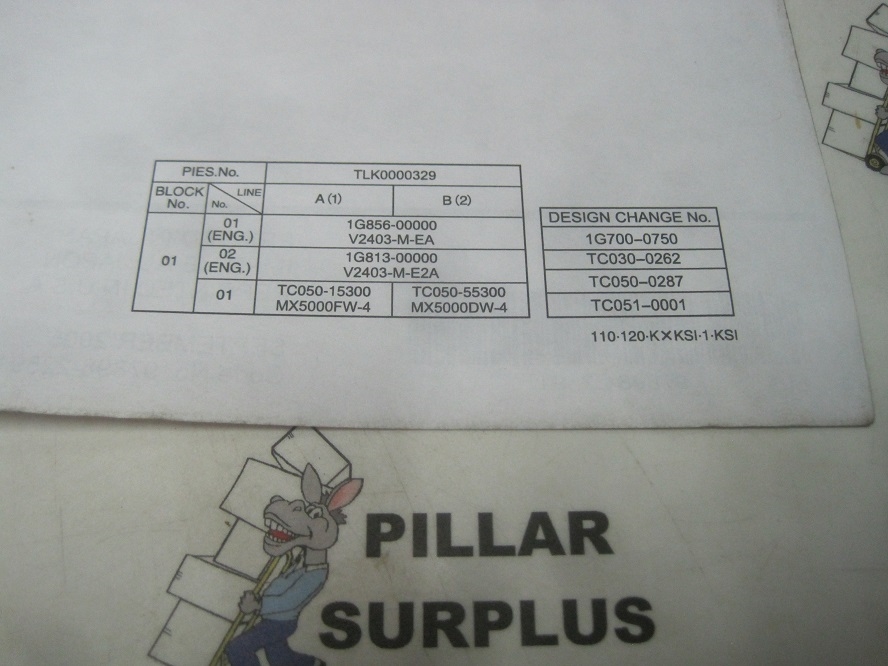 PIES.No. TLK0000329
BLOCK No. LINE No. A (1) B (2)
01
01 (ENG.) 1G856-00000
V2403-M-EA
02 (ENG.) 1G813-00000
V2403-M-E2A
01 TC050-15300 TC050-55300
MX5000FW-4 MX5000DW-4
DESIGN CHANGE No.
1G700-0750
TC030-0262
TC050-0287
TC051-0001
110·120·K×KSI·1·KSI
PILLAR
SURPLUS